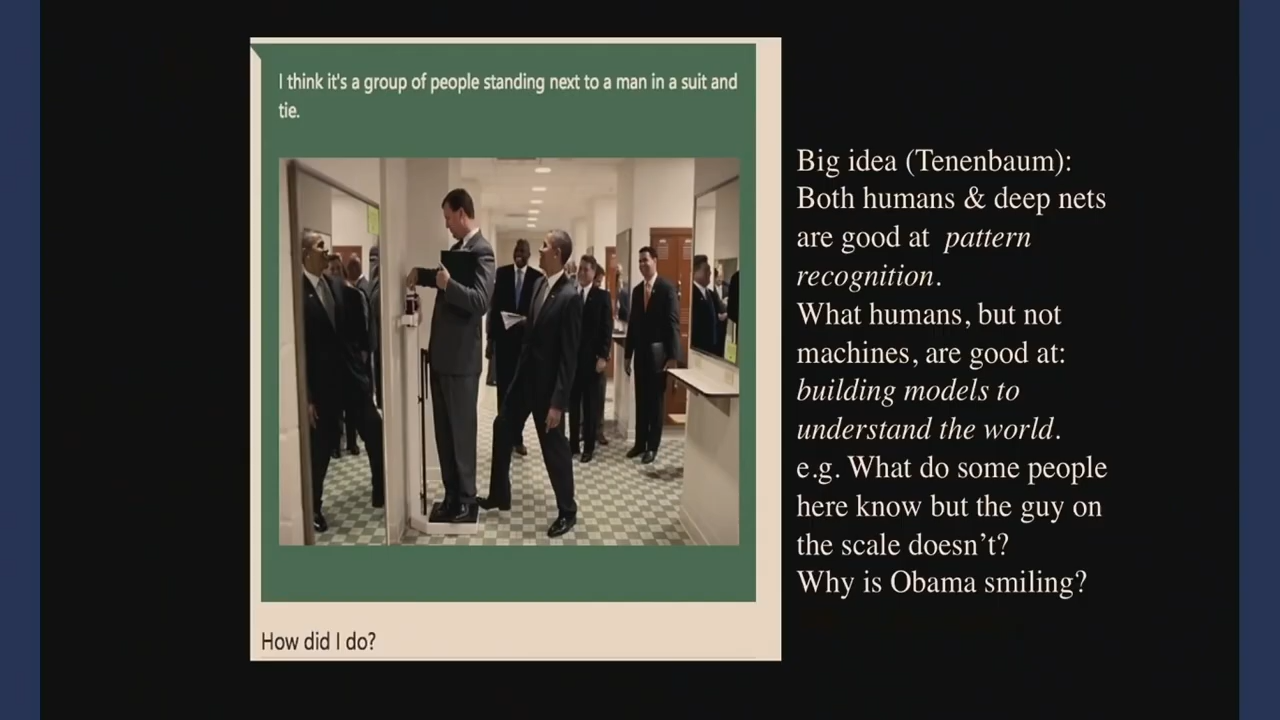 I think it's a group of people standing next to a man in a suit and
tie.
How did I do?
Big idea (Tenenbaum):
Both humans & deep nets
are good at pattern
recognition.
What humans, but not
machines, are good at:
building models to
understand the world.
e.g. What do some people
here know but the guy on
the scale doesn’t?
Why is Obama smiling?